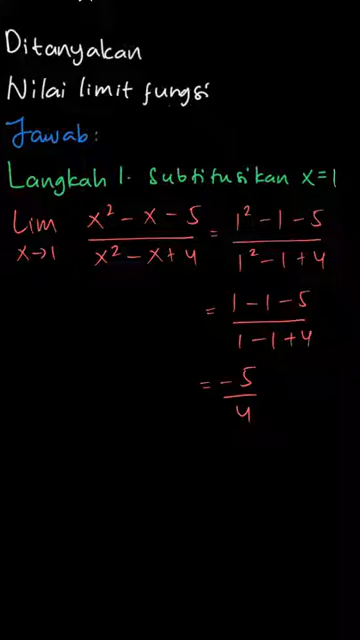 Ditanyakan
Nilai limit fungsi
Jawab:
Langkah 1. Substitusikan x=1
Lim x→1 x² - x - 5 / x² - x + 4 = 1² - 1 - 5 / 1² - 1 + 4
= 1 - 1 - 5 / 1 - 1 + 4
= - 5 / 4